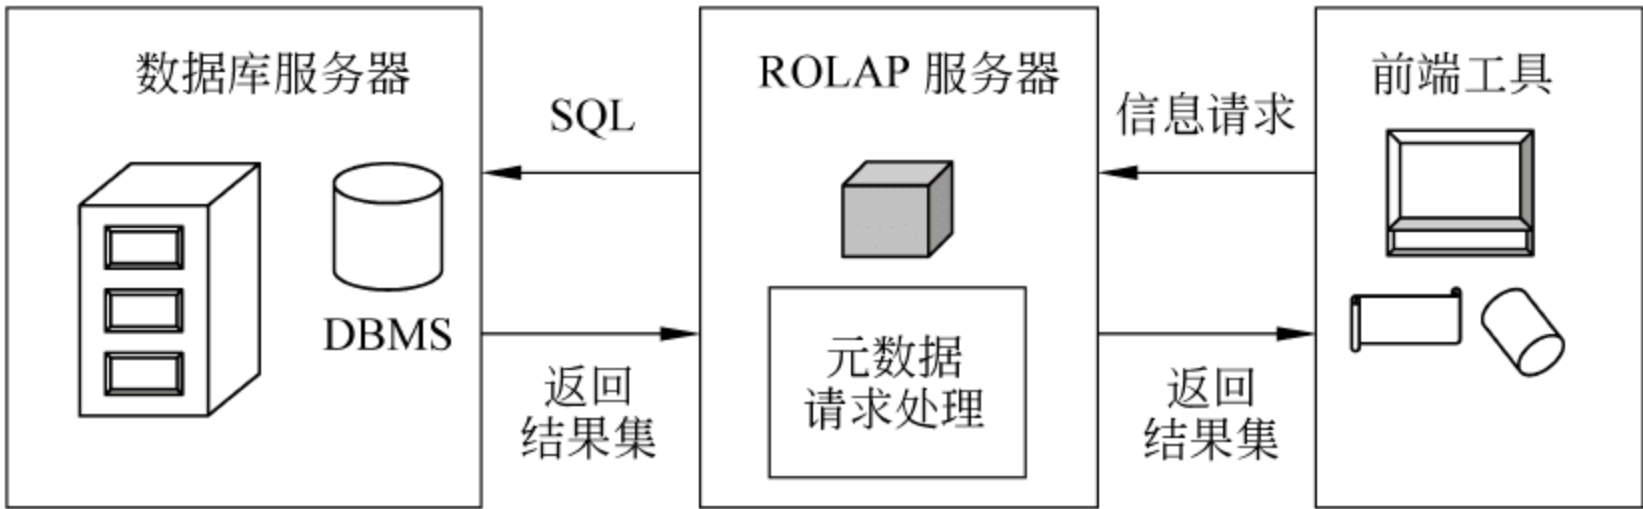 数据库服务器
DBMS
SQL
返回
结果集
ROLAP 服务器
元数据
请求处理
信息请求
返回
结果集
前端工具